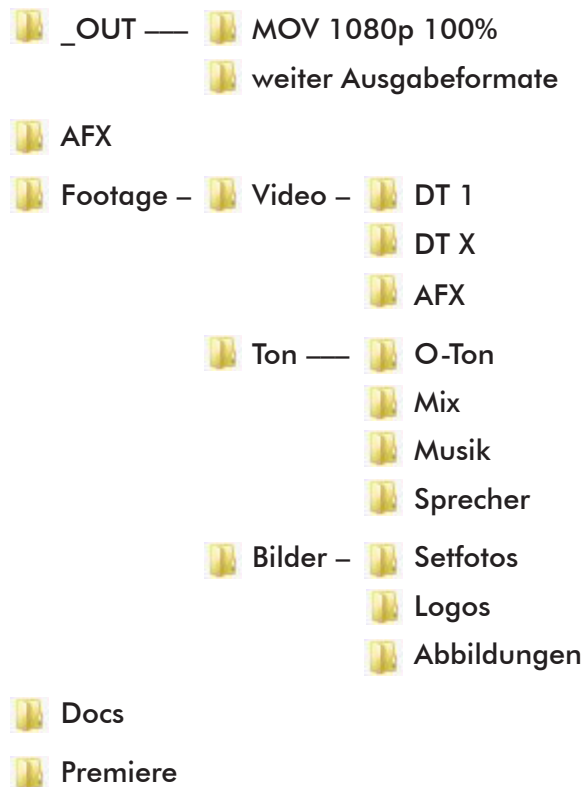 _OUT — MOV 1080p 100%
weiter Ausgabeformate
AFX
Footage – Video – DT 1
DT X
AFX
Ton — O-Ton
Mix
Musik
Sprecher
Bilder – Setfotos
Logos
Abbildungen
Docs
Premiere